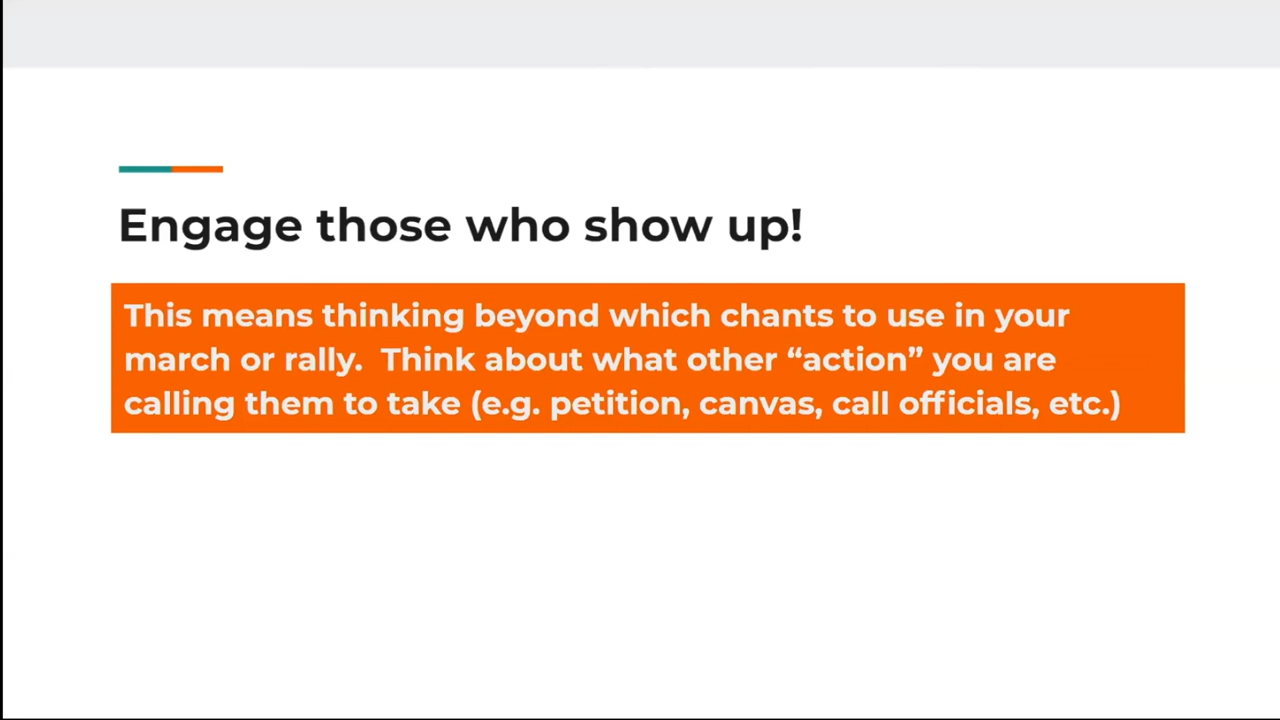 Engage those who show up!
This means thinking beyond which chants to use in your
march or rally.  Think about what other “action” you are
calling them to take (e.g. petition, canvas, call officials, etc.)